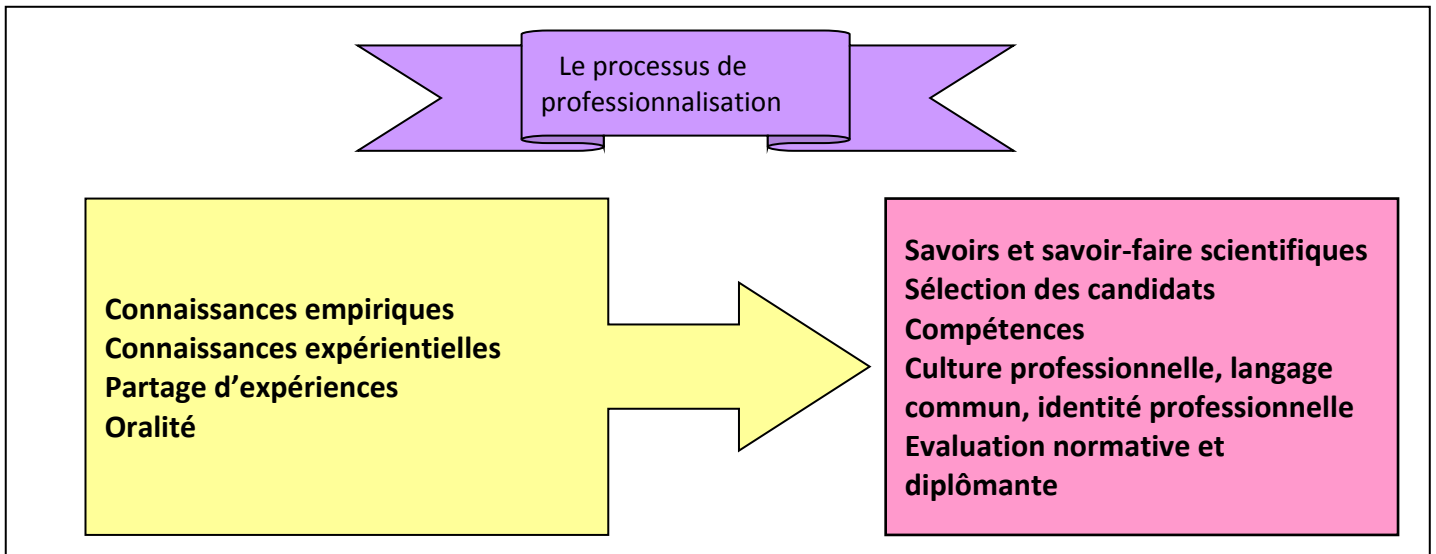 Le processus de
professionnalisation
Connaissances empiriques
Connaissances expérientielles
Partage d’expériences
Oralité
Savoirs et savoir-faire scientifiques
Sélection des candidats
Compétences
Culture professionnelle, langage
commun, identité professionnelle
Evaluation normative et
diplômante